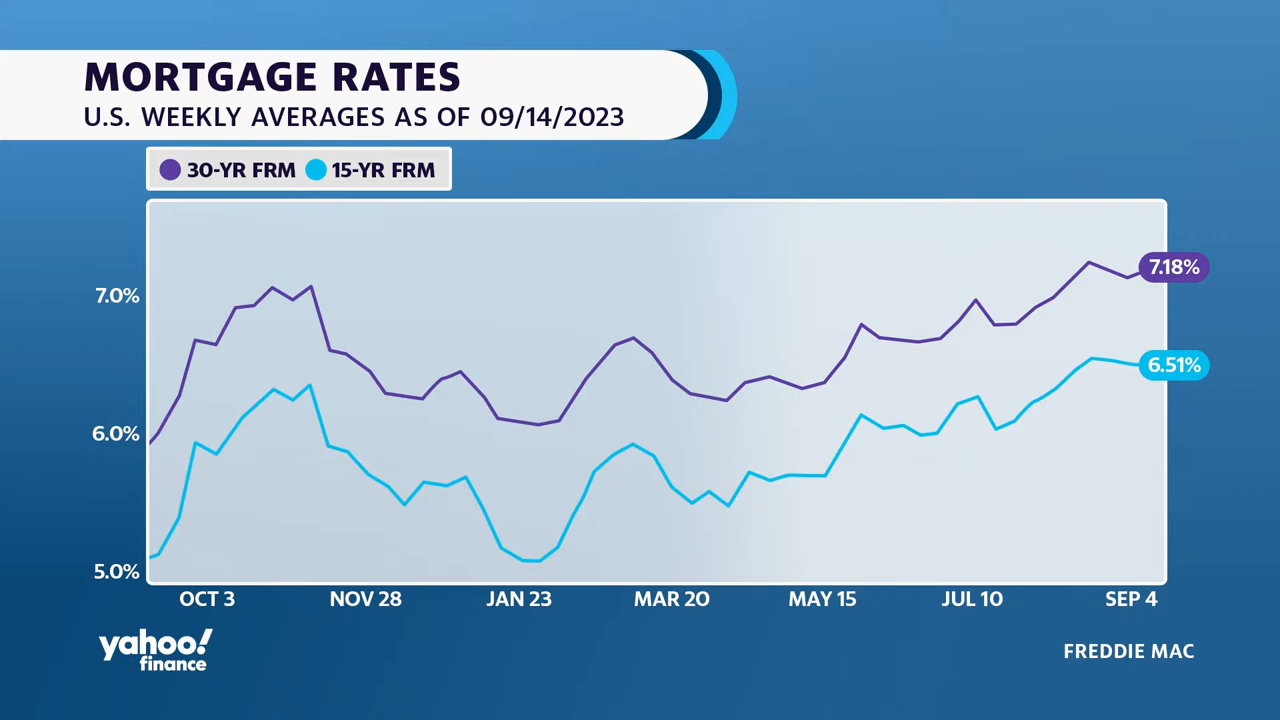 MORTGAGE RATES
U.S. WEEKLY AVERAGES AS OF 09/14/2023
30-YR FRM 15-YR FRM
7.18%
7.0%
6.51%
6.0%
5.0%
OCT 3 NOV 28 JAN 23 MAR 20 MAY 15 JUL 10 SEP 4
yahoo!
finance
FREDDIE MAC